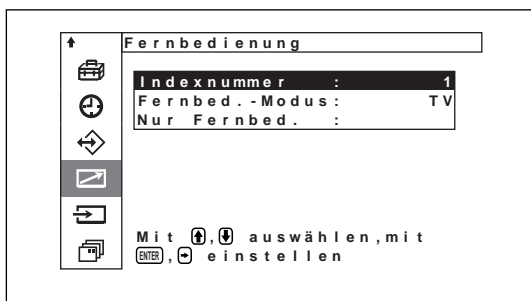 Fernbedienung
Indexnummer : 1
Fernbed.-Modus: TV
Nur Fernbed. :
Mit ↑,↓ auswählen,mit
ENTER,→ einstellen